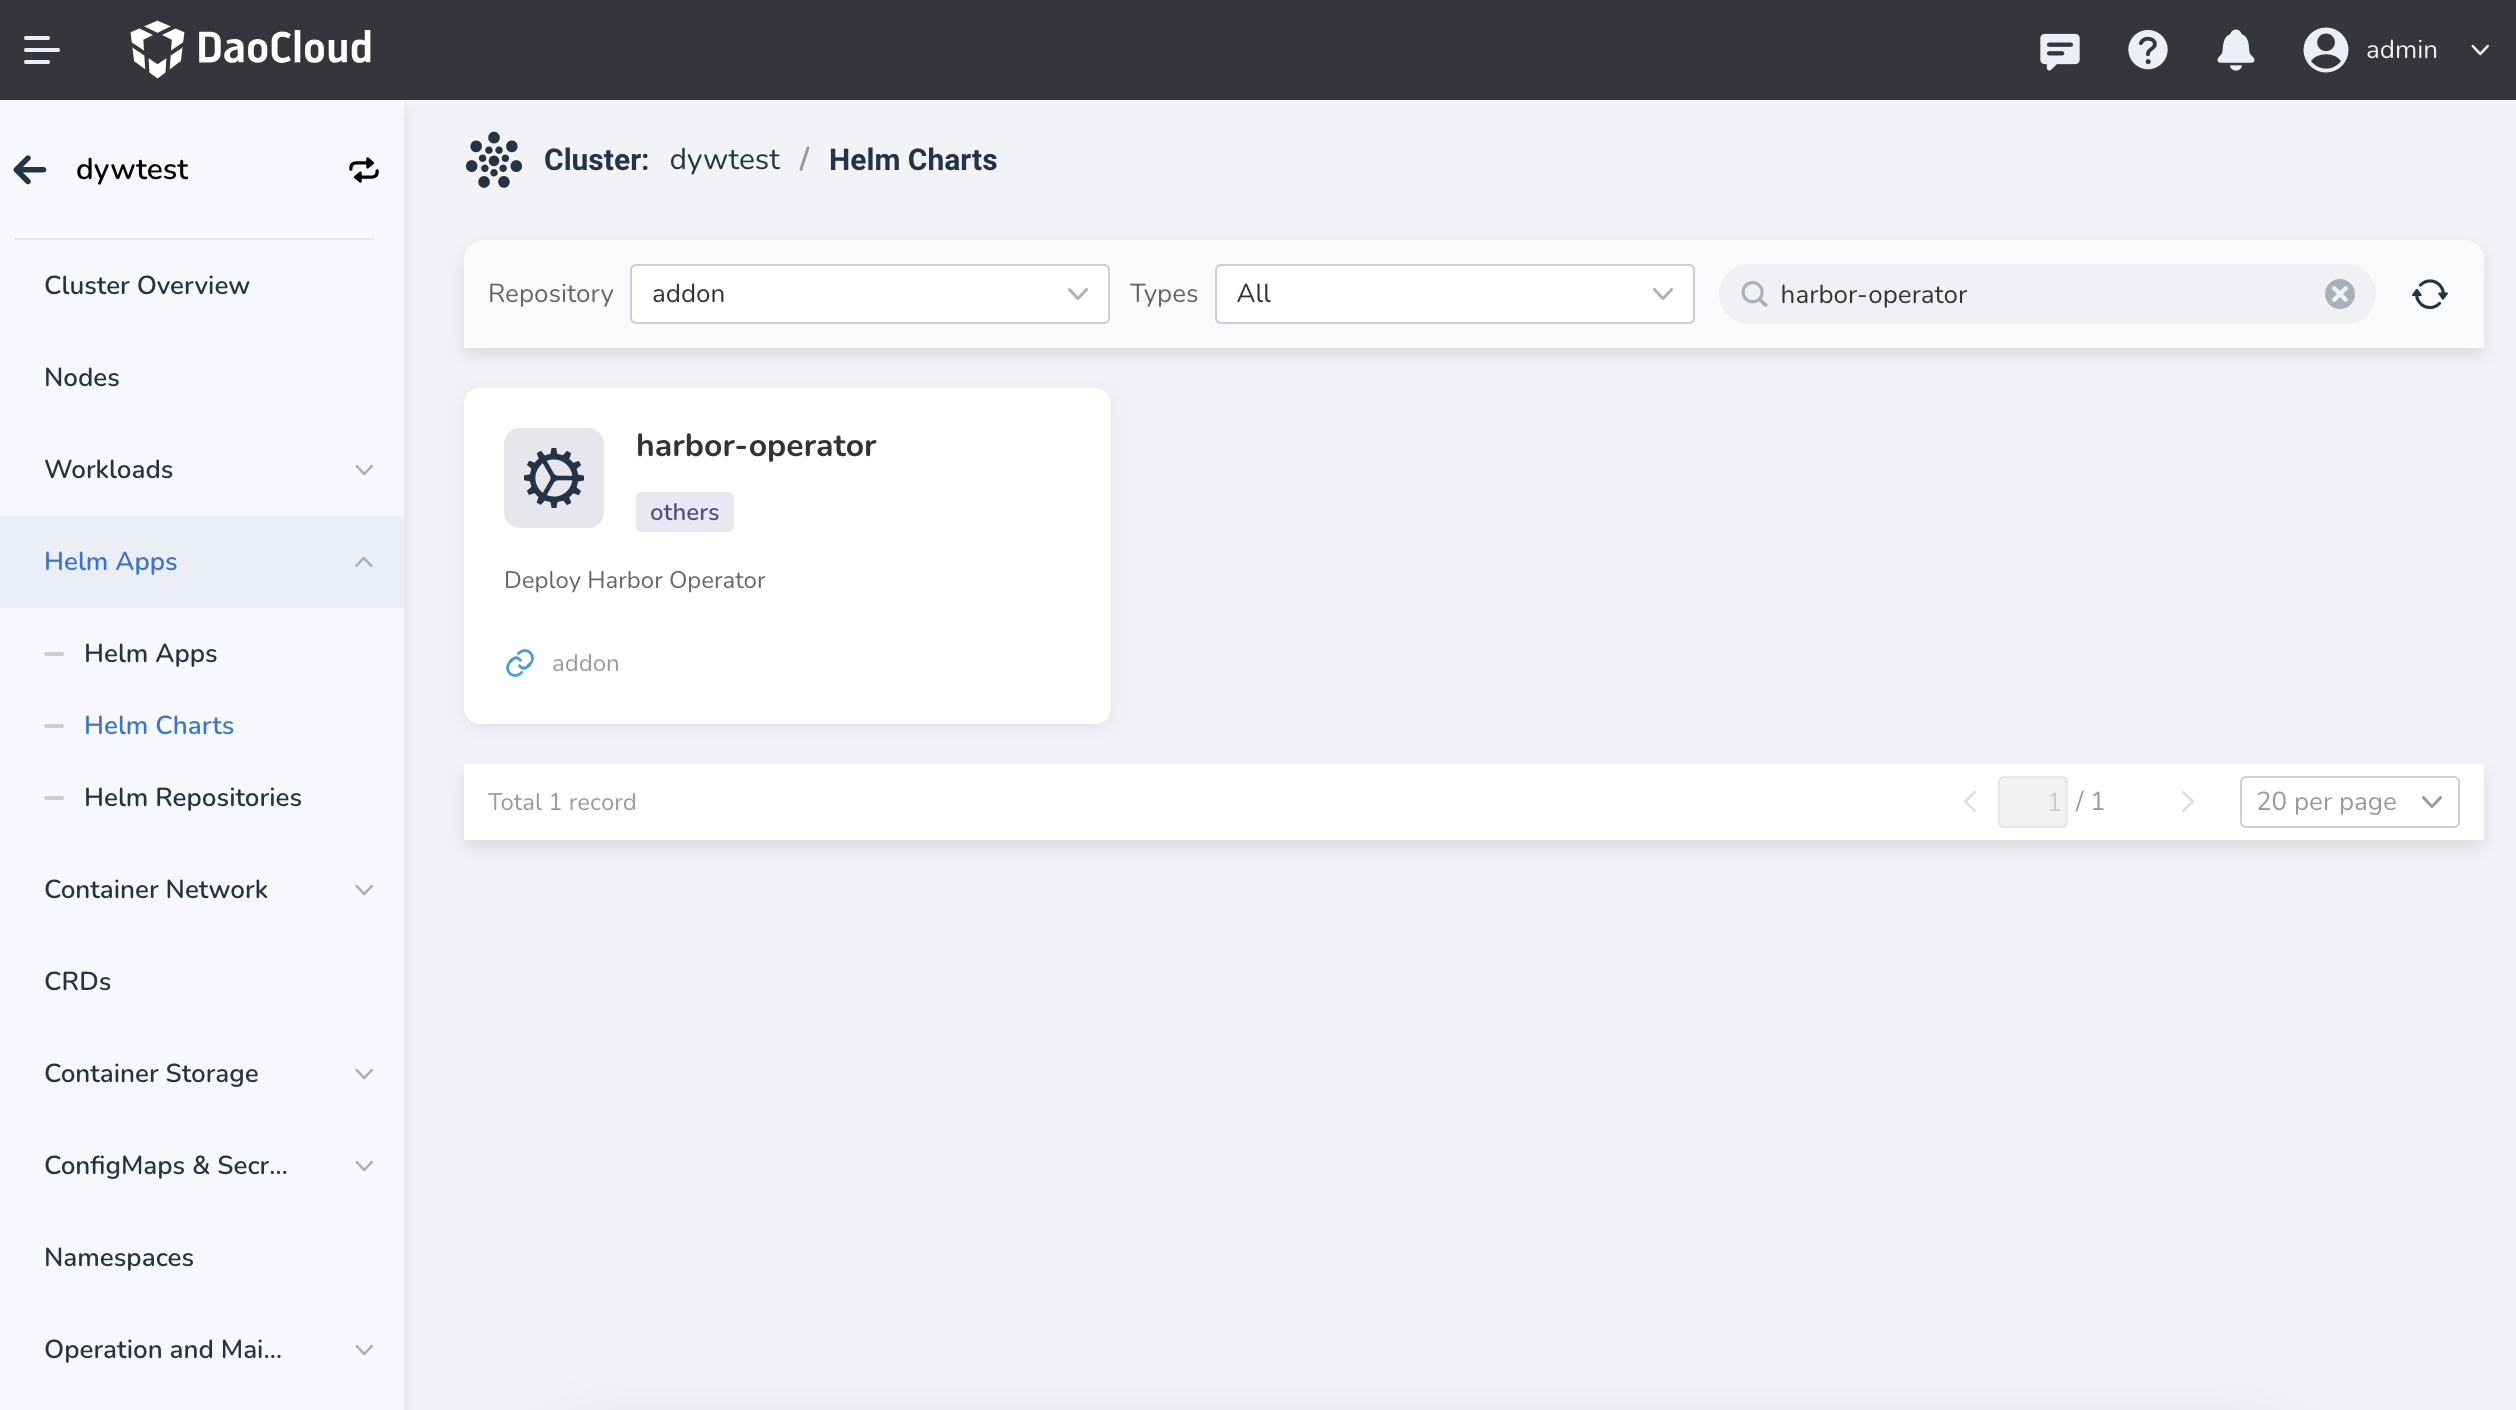 DaoCloud
admin
dywtest
Cluster Overview
Nodes
Workloads
Helm Apps
Helm Apps
Helm Charts
Helm Repositories
Container Network
CRDs
Container Storage
ConfigMaps & Secr...
Namespaces
Operation and Mai...
Cluster: dywtest / Helm Charts
Repository addon Types All harbor-operator
harbor-operator
others
Deploy Harbor Operator
addon
Total 1 record 1 / 1 20 per page